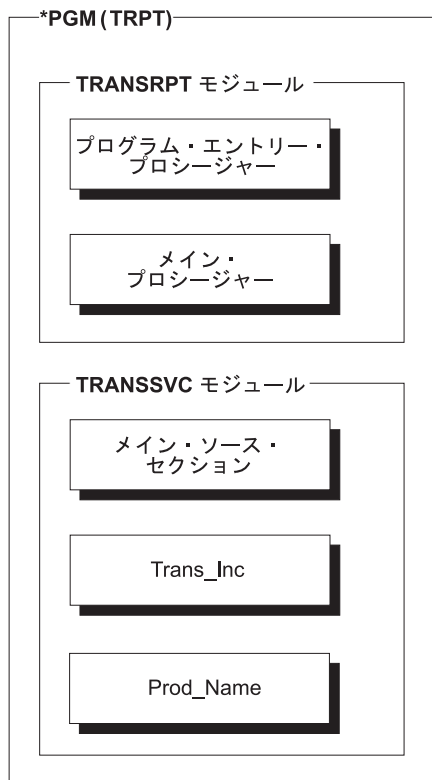 *PGM (TRPT)
TRANSRPT モジュール
プログラム・エントリー・
プロシージャー
メイン・
プロシージャー
TRANSSVC モジュール
メイン・ソース・
セクション
Trans_Inc
Prod_Name